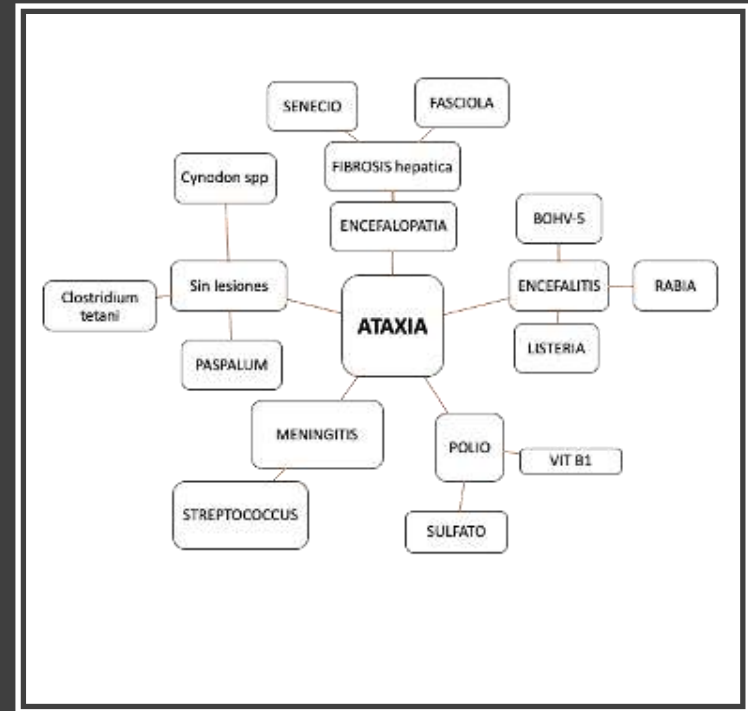 SENECIO
FASCIOLA
FIBROSIS hepatica
Cynodon spp
ENCEFALOPATIA
BOHV-5
Sin lesiones
ENCEFALITIS
RABIA
Clostridium
tetani
ATAXIA
LISTERIA
PASPALUM
MENINGITIS
POLIO
VIT B1
STREPTOCOCCUS
SULFATO